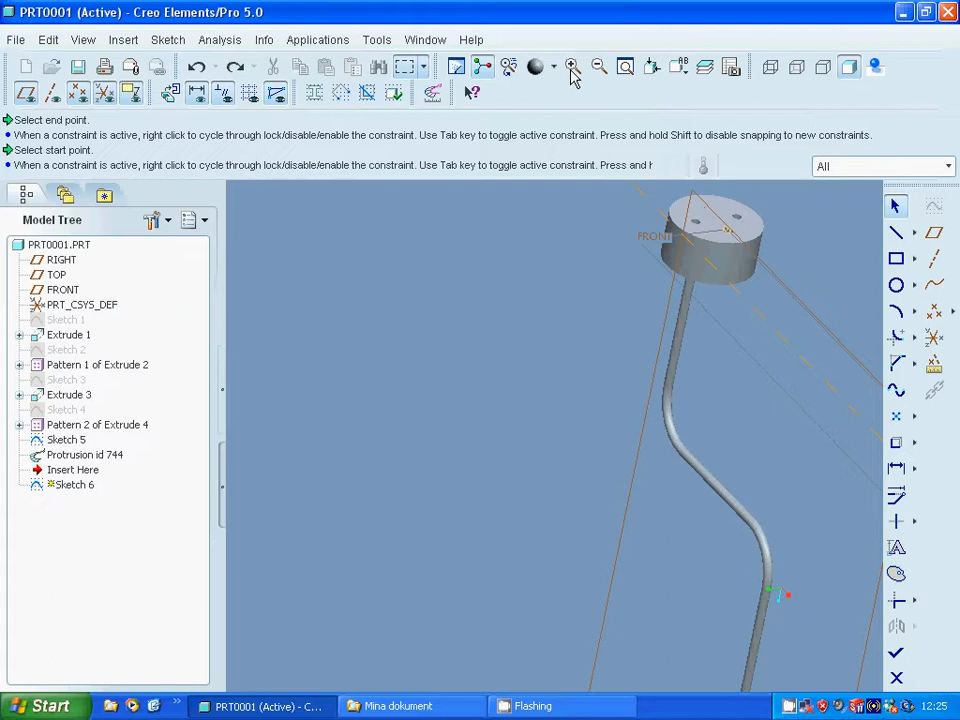 PRT0001 (Active) - Creo Elements/Pro 5.0
File Edit View Insert Sketch Analysis Info Applications Tools Window Help
Select end point.
When a constraint is active, right click to cycle through lock/disable/enable the constraint. Use Tab key to toggle active constraint. Press and hold Shift to disable snapping to new constraints.
Select start point.
When a constraint is active, right click to cycle through lock/disable/enable the constraint. Use Tab key to toggle active constraint. Press and h
All
Model Tree
PRT0001.PRT
RIGHT
TOP
FRONT
PRT_CSYS_DEF
Sketch 1
Extrude 1
Sketch 2
Pattern 1 of Extrude 2
Sketch 3
Extrude 3
Sketch 4
Pattern 2 of Extrude 4
Sketch 5
Protrusion id 744
Insert Here
Sketch 6
FRONT
Start
PRT0001 (Active) - C...
Mina dokument
Flashing
12:25